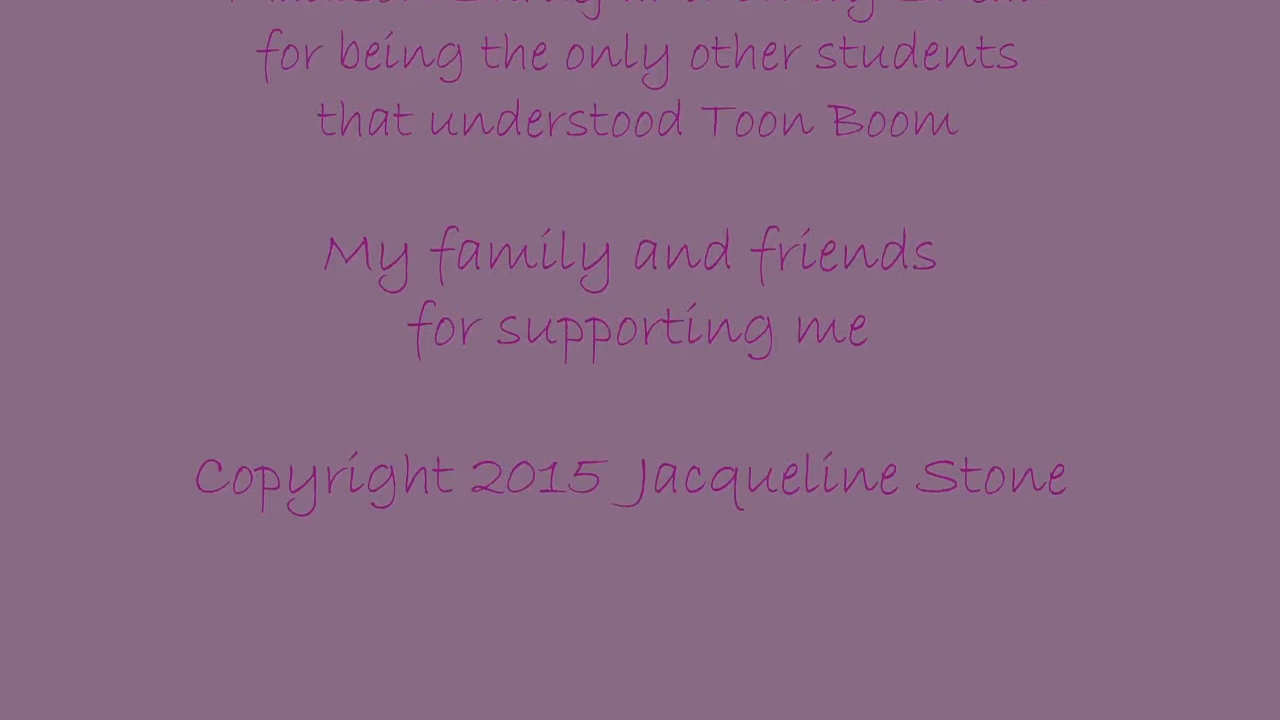 for being the only other students
that understood Toon Boom
My family and friends
for supporting me
Copyright 2015 Jacqueline Stone